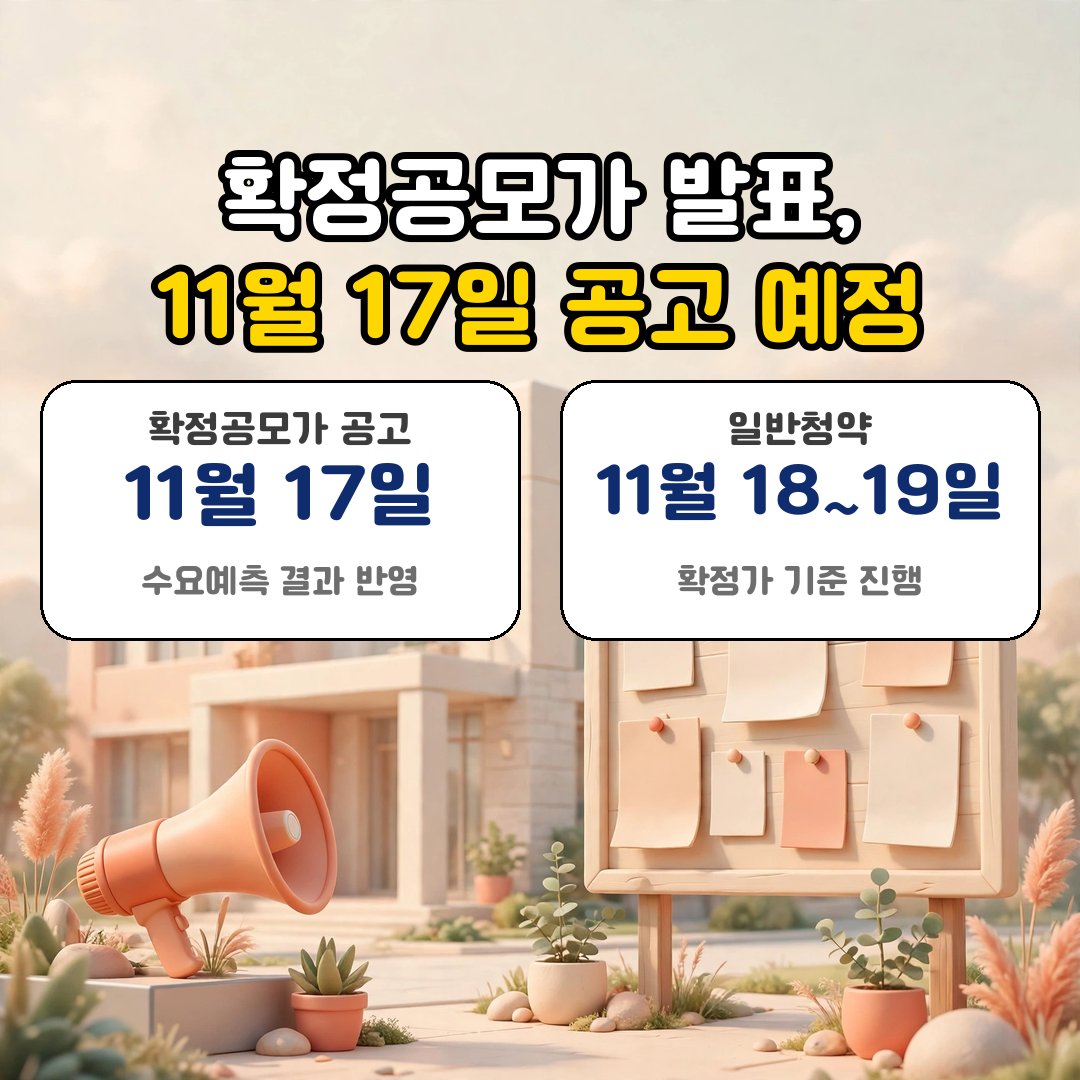 확정공모가 발표,
11월 17일 공고 예정
확정공모가 공고
11월 17일
수요예측 결과 반영
일반청약
11월 18~19일
확정가 기준 진행